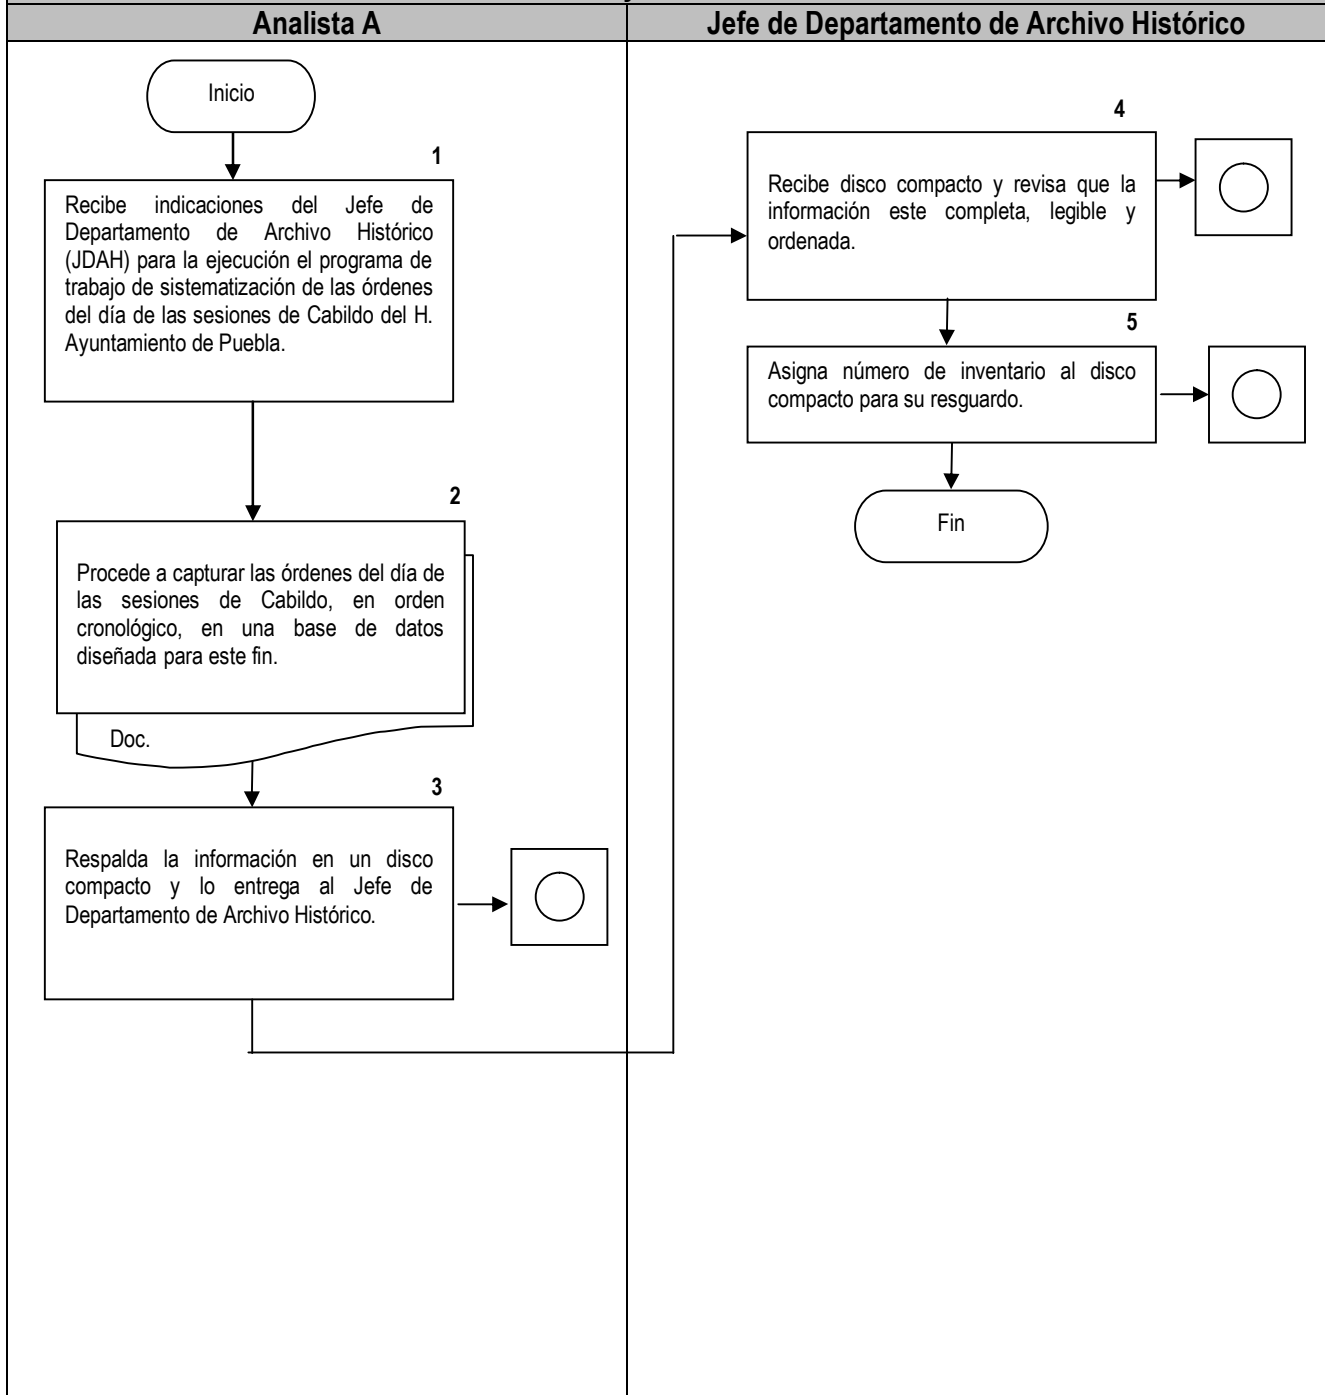 Analista A
Jefe de Departamento de Archivo Histórico
Inicio
1
Recibe indicaciones del Jefe de
Departamento de Archivo Histórico
(JDAH) para la ejecución el programa de
trabajo de sistematización de las órdenes
del día de las sesiones de Cabildo del H.
Ayuntamiento de Puebla.
2
Procede a capturar las órdenes del día de
las sesiones de Cabildo, en orden
cronológico, en una base de datos
diseñada para este fin.
Doc.
3
Respalda la información en un disco
compacto y lo entrega al Jefe de
Departamento de Archivo Histórico.
4
Recibe disco compacto y revisa que la
información este completa, legible y
ordenada.
5
Asigna número de inventario al disco
compacto para su resguardo.
Fin